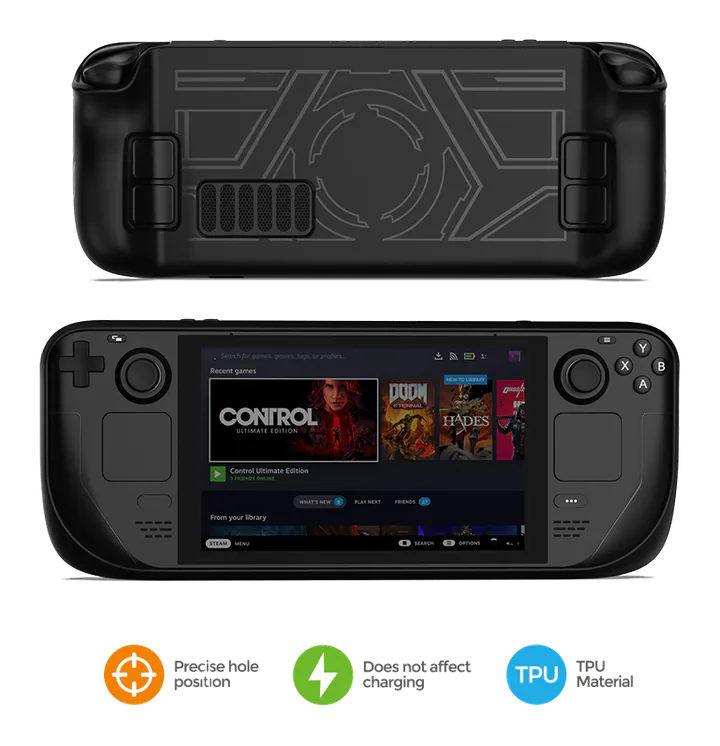 Search for games, genres, tags, or profiles...
Recent games
NEW TO LIBRARY
CONTROL
ULTIMATE EDITION
DOOM
ETERNAL
HADES
Control Ultimate Edition
3 FRIENDS ONLINE
WHAT'S NEW
PLAY NEXT
FRIENDS
From your library
STEAM
MENU
SEARCH
OPTIONS
Y
X
B
A
Precise hole
position
Does not affect
charging
TPU
TPU
Material